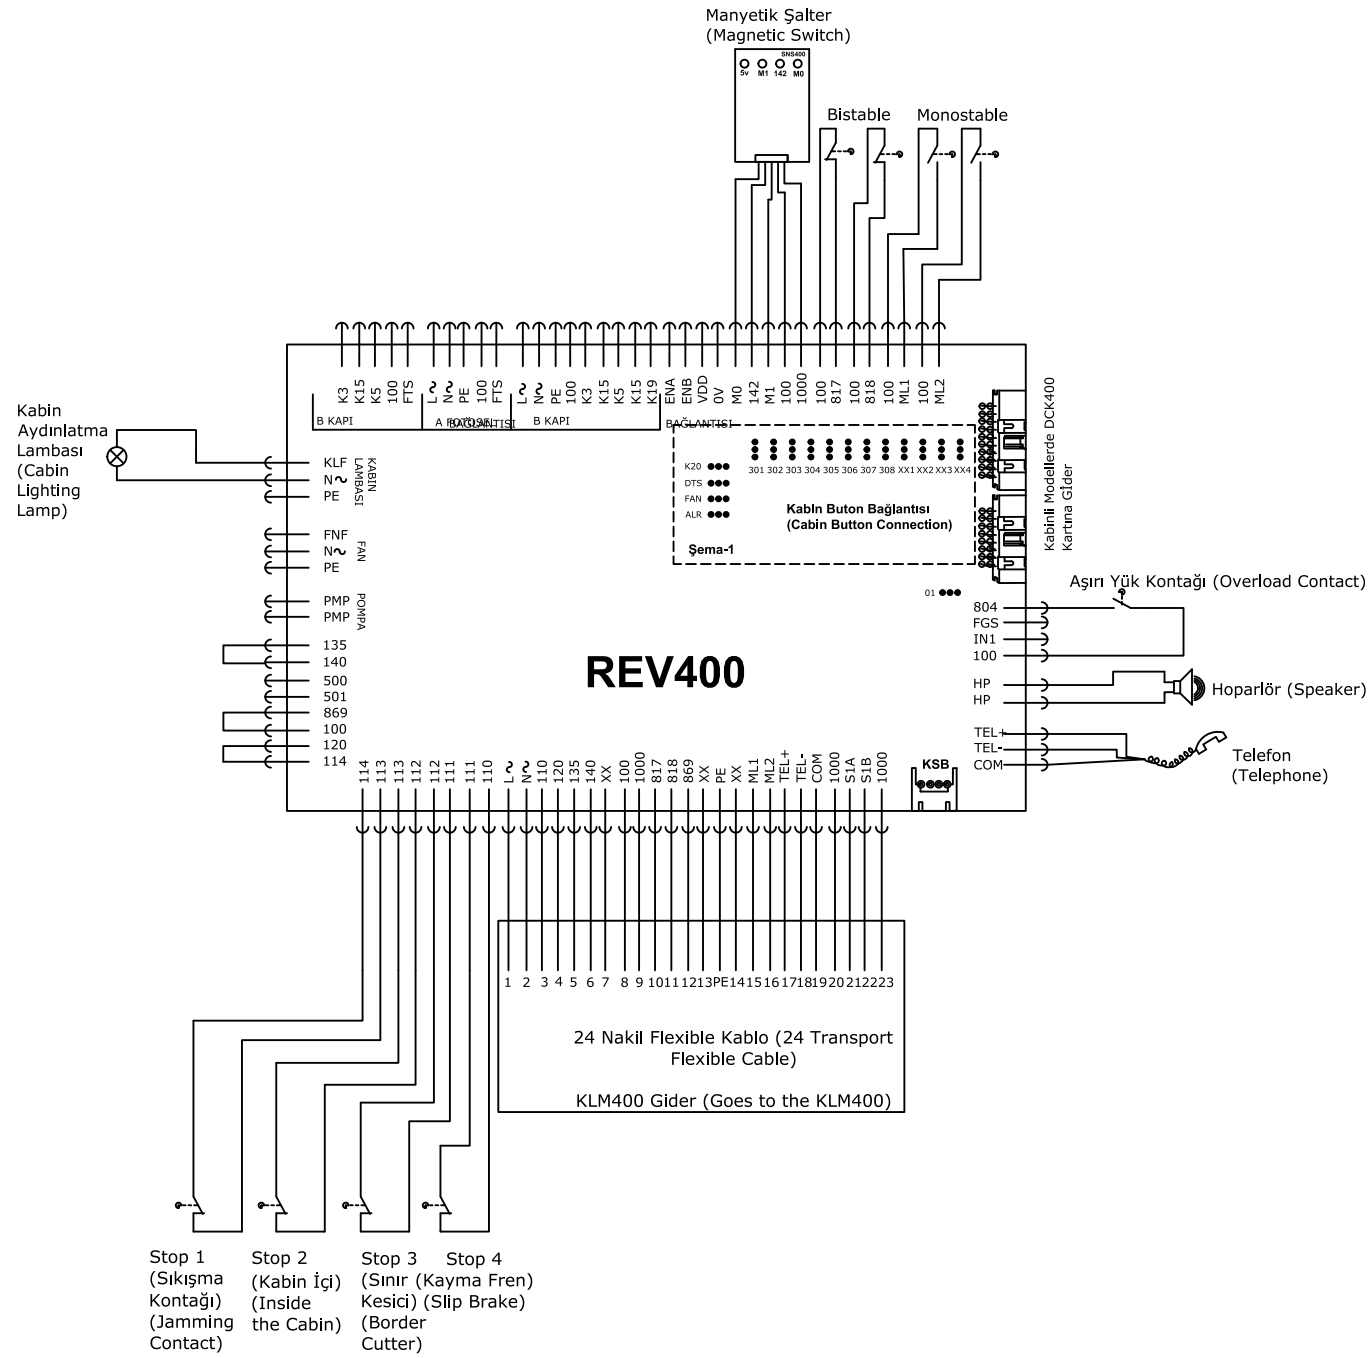 Manyetik Şalter
(Magnetic Switch)
SNS400
5v M1 142 M0
Bistable
Monostable
K3 K15 K5 100 FTS L~ N~ PE 100 FTS L~ N~ PE 100 K3 K15 K5 K15 K19 ENA ENB VDD 0V M0 142 M1 100 1000 100 817 100 818 100 ML1 100 ML2
B KAPI
A FOTOSEL
BAĞLANTISI
B KAPI
BAĞLANTISI
Kabin
Aydınlatma
Lambası
(Cabin
Lighting
Lamp)
KLF
N~
PE
KABIN
LAMBASI
FNF
N~
PE
FAN
PMP
PMP
POMPA
135
140
500
501
869
100
120
114
K20
DTS
FAN
ALR
301 302 303 304 305 306 307 308 XX1 XX2 XX3 XX4
Kabln Buton Bağlantısı
(Cabin Button Connection)
Şema-1
Kabinli Modellerde DCK400
Kartına Gİder
01
REV400
Aşırı Yük Kontağı (Overload Contact)
804
FGS
IN1
100
HP
HP
Hoparlör (Speaker)
TEL+
TEL-
COM
Telefon
(Telephone)
KSB
114 113 113 112 112 111 111 110 L~ N~ 110 120 135 140 XX 100 1000 817 818 869 XX PE XX ML1 ML2 TEL+ TEL- COM 1000 S1A S1B 1000
1 2 3 4 5 6 7 8 9 10 11 12 13 PE 14 15 16 17 18 19 20 21 22 23
24 Nakil Flexible Kablo (24 Transport
Flexible Cable)
KLM400 Gider (Goes to the KLM400)
Stop 1
(Sıkışma
Kontağı)
(Jamming
Contact)
Stop 2
(Kabin İçi)
(Inside
the Cabin)
Stop 3
(Sınır
Kesici)
(Border
Cutter)
Stop 4
(Kayma Fren)
(Slip Brake)